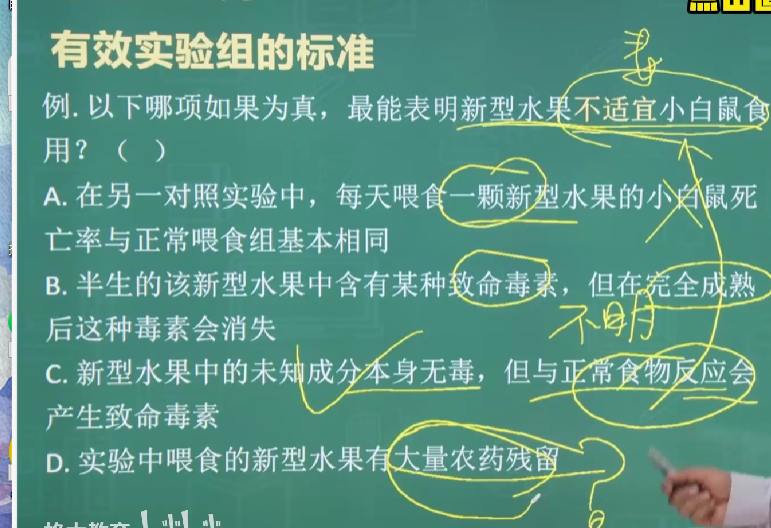 有效实验组的标准
毒
例. 以下哪项如果为真，最能表明新型水果不适宜小白鼠食
用？（ ）
A. 在另一对照实验中，每天喂食一颗新型水果的小白鼠死
亡率与正常喂食组基本相同
B. 半生的该新型水果中含有某种致命毒素，但在完全成熟
后这种毒素会消失
不明
C. 新型水果中的未知成分本身无毒，但与正常食物反应会
产生致命毒素
D. 实验中喂食的新型水果有大量农药残留